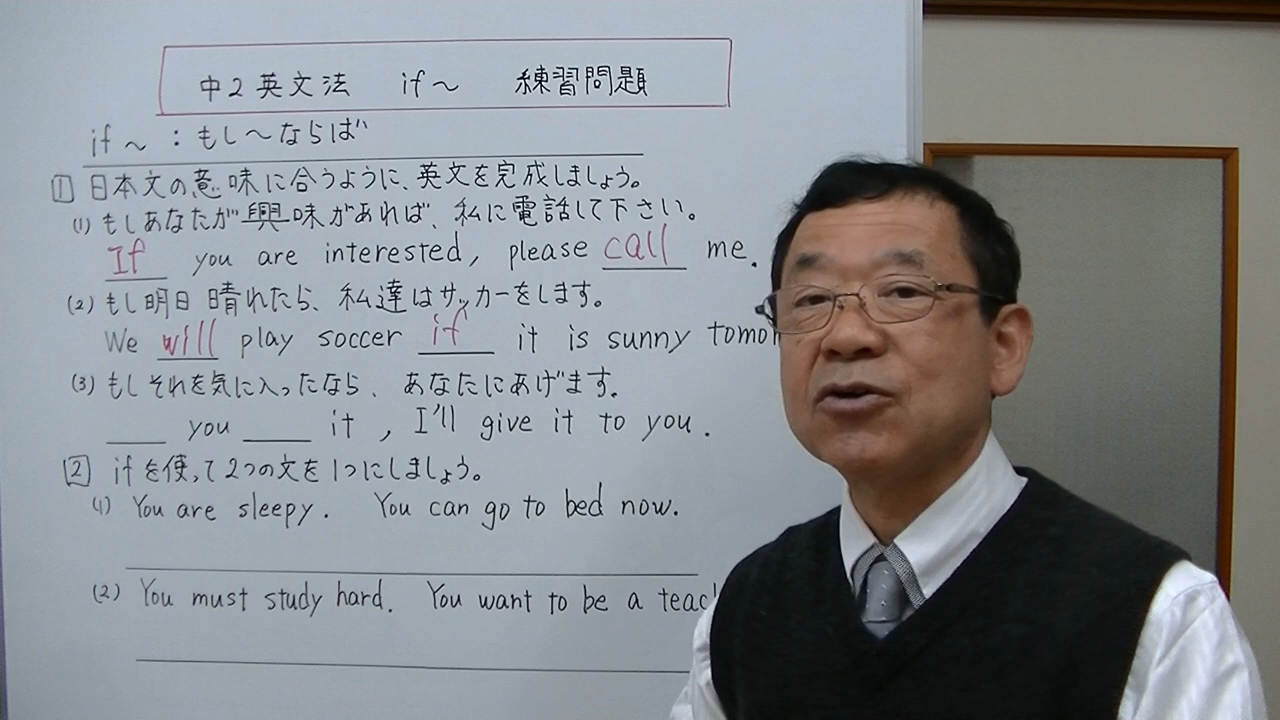 中2英文法 if～ 練習問題
if～：もし～ならば
1 日本文の意味に合うように、英文を完成しましょう。
(1) もしあなたが興味があれば、私に電話して下さい。
If you are interested, please call me.
(2) もし明日晴れたら、私達はサッカーをします。
We will play soccer if it is sunny
(3) もしそれを気に入ったなら、あなたにあげます。
____ you ____ it , I'll give it to you.
2 ifを使って2つの文を1つにしましょう。
(1) You are sleepy. You can go to bed now.
(2) You must study hard. You want to be a